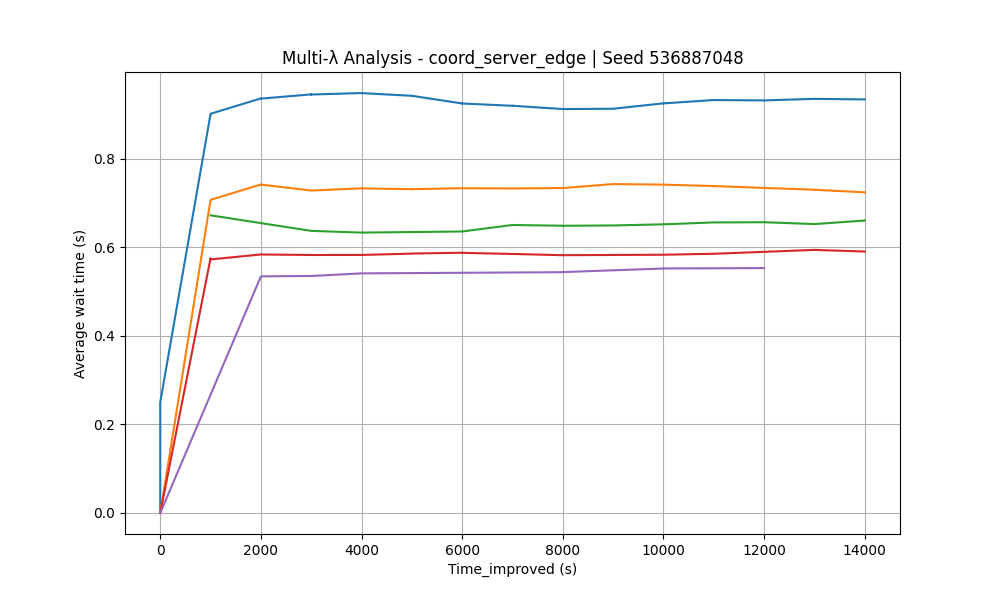 Multi-λ Analysis - coord_server_edge | Seed 536887048
Average wait time (s)
0.8
0.6
0.4
0.2
0.0
0 2000 4000 6000 8000 10000 12000 14000
Time_improved (s)